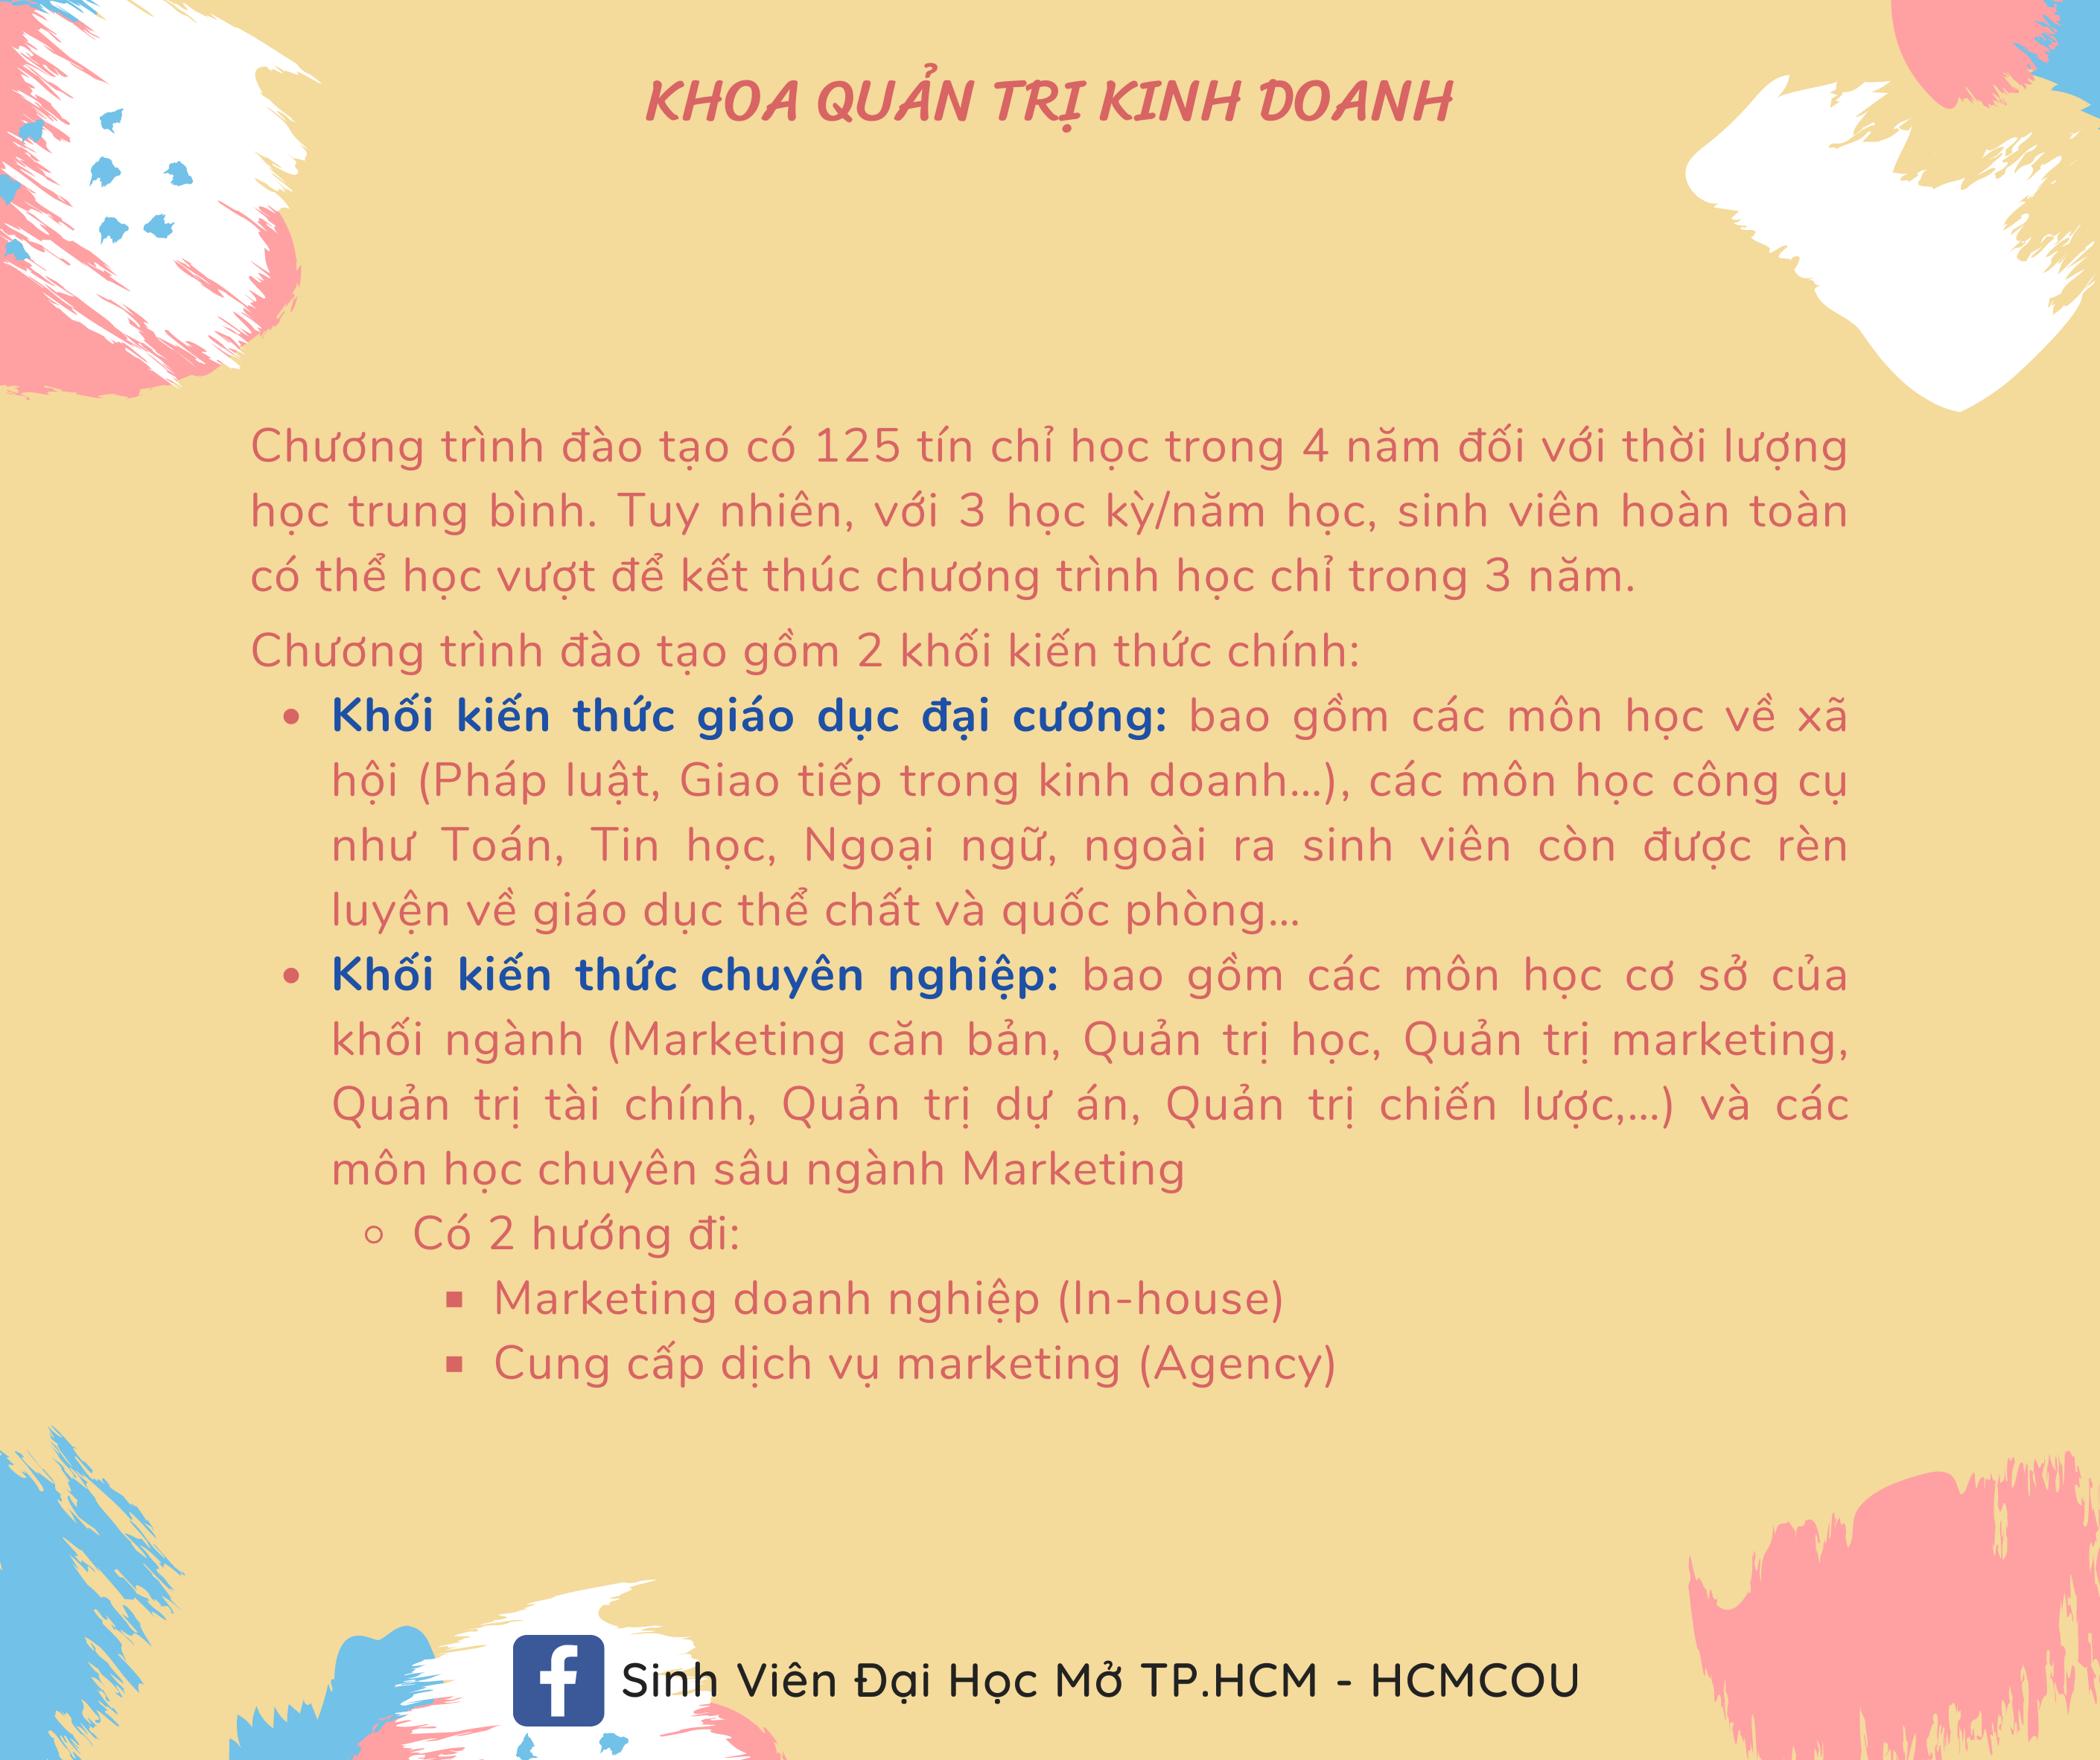 KHOA QUẢN TRỊ KINH DOANH
Chương trình đào tạo có 125 tín chỉ học trong 4 năm đối với thời lượng
học trung bình. Tuy nhiên, với 3 học kỳ/năm học, sinh viên hoàn toàn
có thể học vượt để kết thúc chương trình học chỉ trong 3 năm.
Chương trình đào tạo gồm 2 khối kiến thức chính:
• Khối kiến thức giáo dục đại cương: bao gồm các môn học về xã
hội (Pháp luật, Giao tiếp trong kinh doanh...), các môn học công cụ
như Toán, Tin học, Ngoại ngữ, ngoài ra sinh viên còn được rèn
luyện về giáo dục thể chất và quốc phòng...
• Khối kiến thức chuyên nghiệp: bao gồm các môn học cơ sở của
khối ngành (Marketing căn bản, Quản trị học, Quản trị marketing,
Quản trị tài chính, Quản trị dự án, Quản trị chiến lược,...) và các
môn học chuyên sâu ngành Marketing
○ Có 2 hướng đi:
■ Marketing doanh nghiệp (In-house)
■ Cung cấp dịch vụ marketing (Agency)
f Sinh Viên Đại Học Mở TP.HCM - HCMCOU